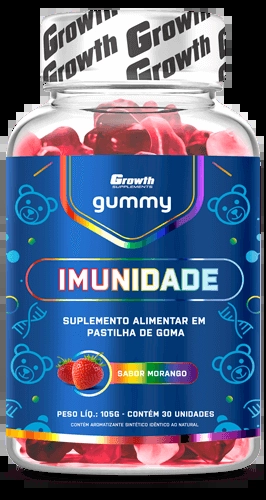 Growth Growth
Growth
SUPPLEMENTS
gummy
IMUNIDADE
SUPLEMENTO ALIMENTAR EM
PASTILHA DE GOMA
SABOR MORANGO
PESO LÍQ.: 105G - CONTÉM 30 UNIDADES
CONTÉM AROMATIZANTE SINTÉTICO IDÊNTICO AO NATURAL